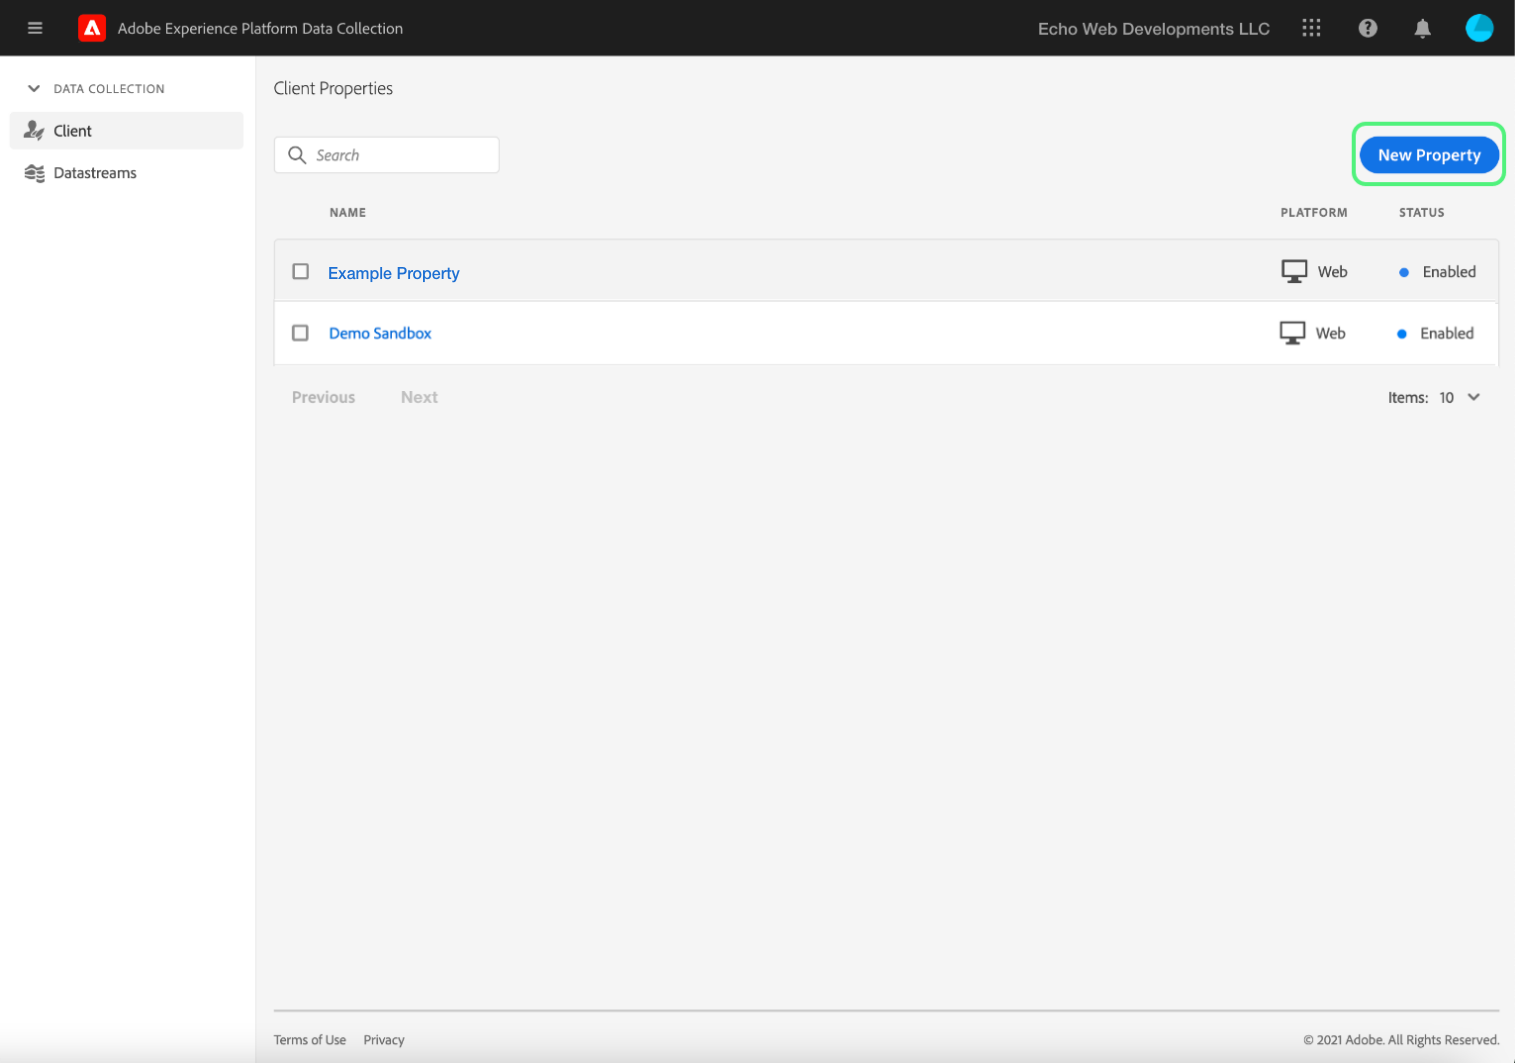 Adobe Experience Platform Data Collection
Echo Web Developments LLC
DATA COLLECTION
Client
Datastreams
Client Properties
Search
New Property
NAME PLATFORM STATUS
Example Property Web Enabled
Demo Sandbox Web Enabled
Previous Next
Items: 10
Terms of Use Privacy
© 2021 Adobe. All Rights Reserved.